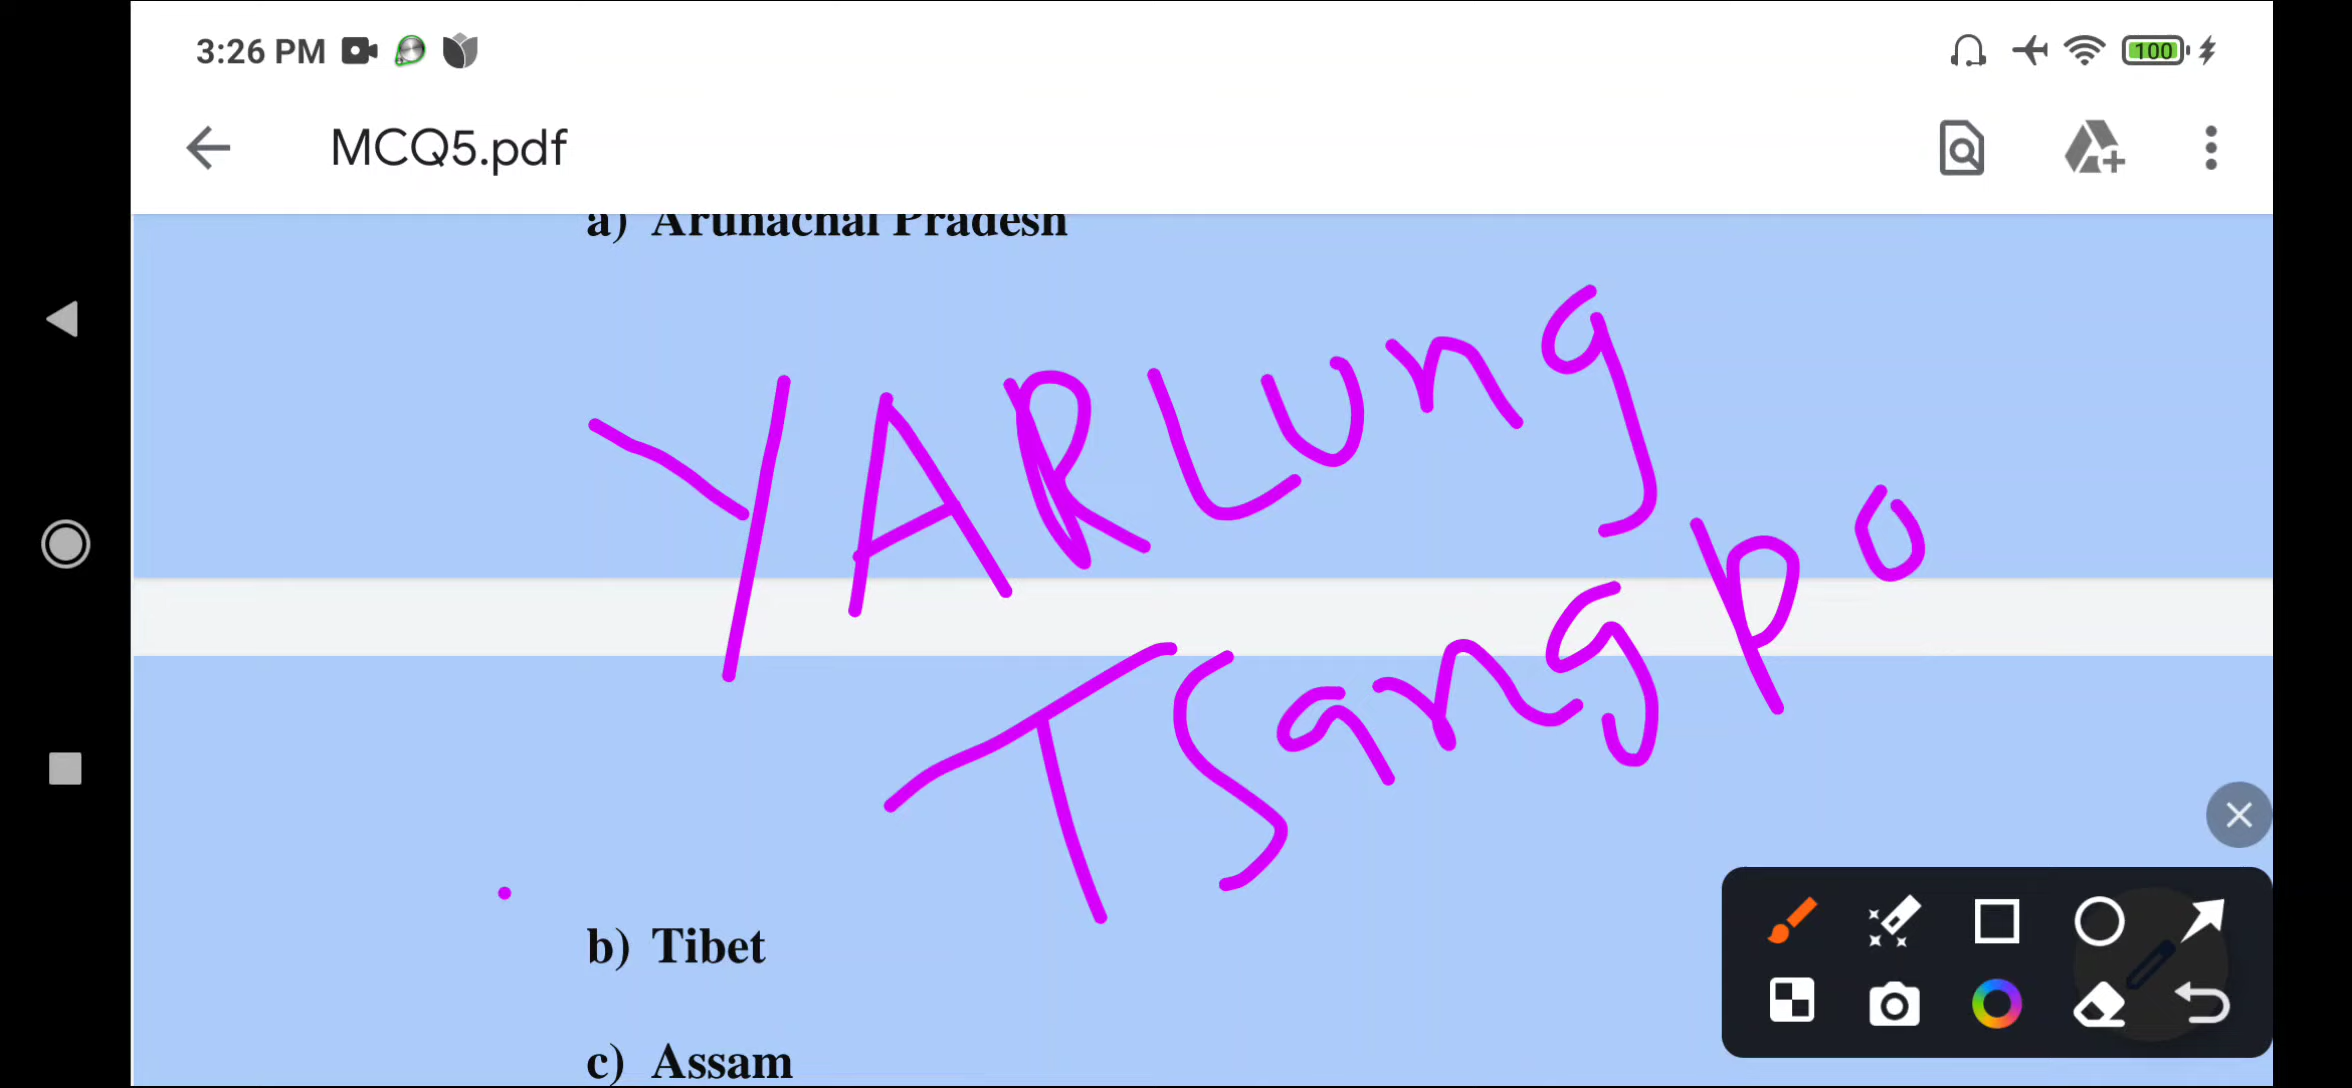 3:26 PM
100
MCQ5.pdf
a) Arunachal Pradesh
YARLung
TSangpo
b) Tibet
c) Assam